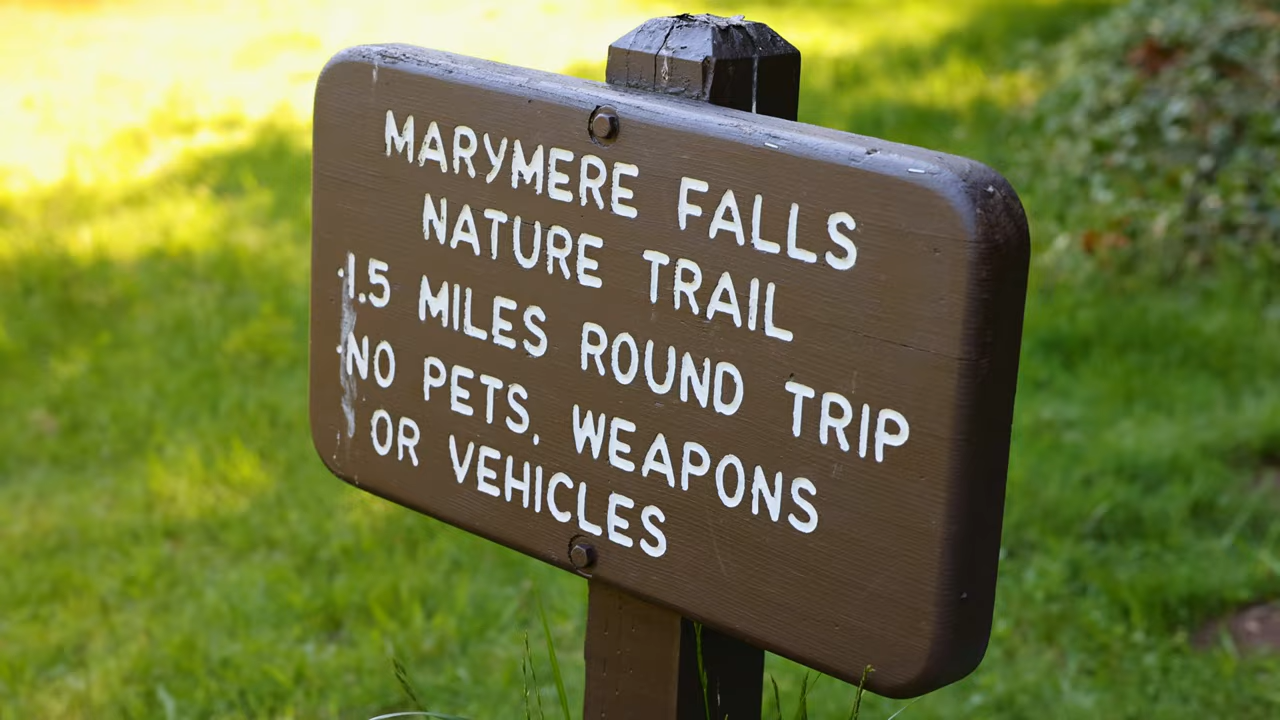 MARYMERE FALLS
NATURE TRAIL
1.5 MILES ROUND TRIP
NO PETS, WEAPONS
OR VEHICLES